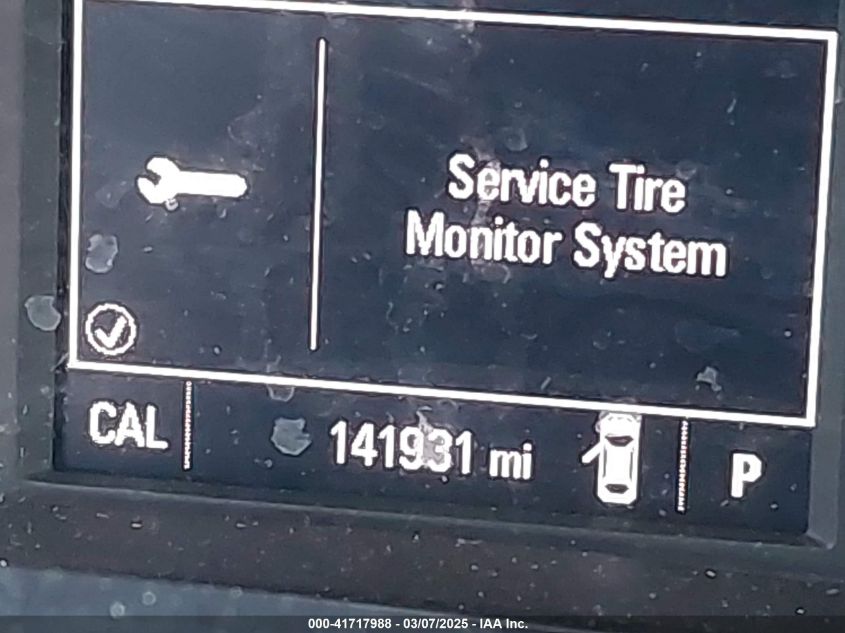 Service Tire
Monitor System
CAL 141931 mi P
000-41717988 - 03/07/2025 - IAA Inc.